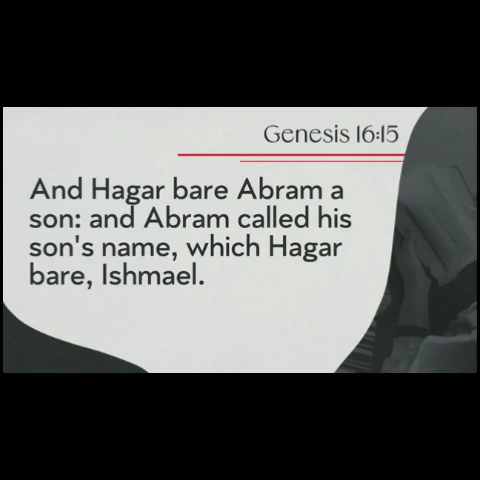 Genesis 16:15
And Hagar bare Abram a
son: and Abram called his
son's name, which Hagar
bare, Ishmael.